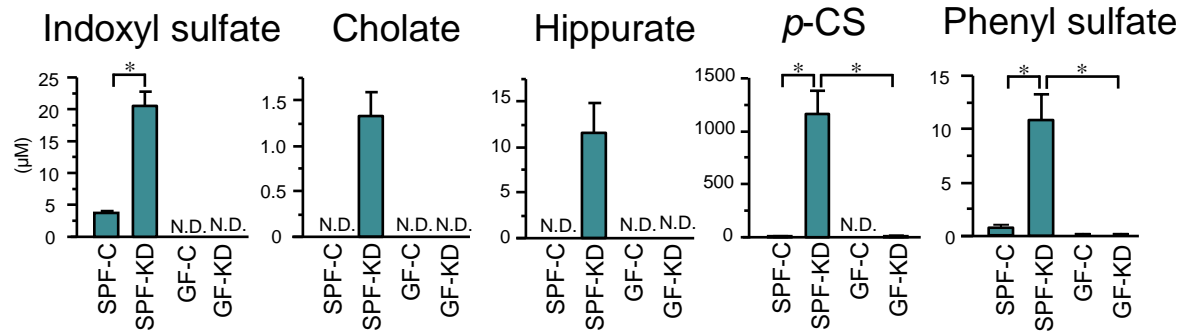 Indoxyl sulfate
Cholate
Hippurate
p-CS
Phenyl sulfate
(µM)
25
20
15
10
5
0
*
N.D.
N.D.
SPF-C
SPF-KD
GF-C
GF-KD
1.5
1.0
0.5
0
N.D.
N.D.
N.D.
SPF-C
SPF-KD
GF-C
GF-KD
15
10
5
0
N.D.
N.D.
N.D.
SPF-C
SPF-KD
GF-C
GF-KD
1500
1000
500
0
*
*
N.D.
SPF-C
SPF-KD
GF-C
GF-KD
15
10
5
0
*
*
SPF-C
SPF-KD
GF-C
GF-KD